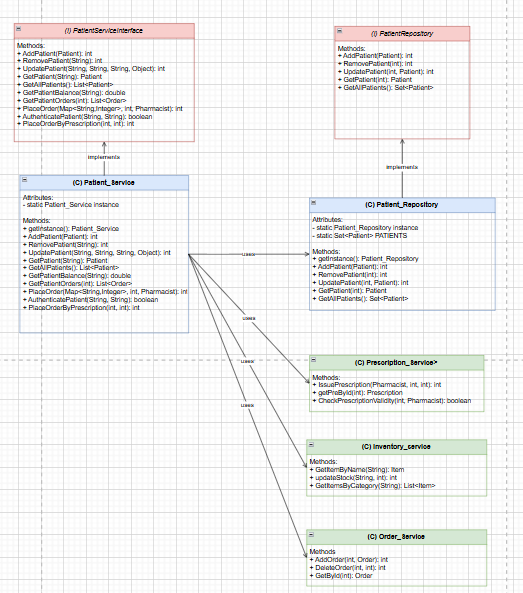 (I) PatientServiceInterface
Methods:
+ AddPatient(Patient): int
+ RemovePatient(String): int
+ UpdatePatient(String, String, String, Object): int
+ GetPatient(String): Patient
+ GetAllPatients(): List<Patient>
+ GetPatientBalance(String): double
+ GetPatientOrders(int): List<Order>
+ PlaceOrder(Map<String,Integer>, int, Pharmacist): int
+ AuthenticatePatient(String, String): boolean
+ PlaceOrderByPrescription(int, int): int
(I) PatientRepository
Methods:
+ AddPatient(Patient): int
+ RemovePatient(int): int
+ UpdatePatient(int, Patient): int
+ GetPatient(int): Patient
+ GetAllPatients(): Set<Patient>
implements
implements
(C) Patient_Service
Attributes:
- static Patient_Service instance
Methods:
+ getInstance(): Patient_Service
+ AddPatient(Patient): int
+ RemovePatient(String): int
+ UpdatePatient(String, String, String, Object): int
+ GetPatient(String): Patient
+ GetAllPatients(): List<Patient>
+ GetPatientBalance(String): double
+ GetPatientOrders(int): List<Order>
+ PlaceOrder(Map<String,Integer>, int, Pharmacist): int
+ AuthenticatePatient(String, String): boolean
+ PlaceOrderByPrescription(int, int): int
(C) Patient_Repository
Attributes:
- static Patient_Repository instance
- static Set<Patient> PATIENTS
Methods:
+ getInstance(): Patient_Repository
+ AddPatient(Patient): int
+ RemovePatient(int): int
+ UpdatePatient(int, Patient): int
+ GetPatient(int): Patient
+ GetAllPatients(): Set<Patient>
uses
uses
uses
uses
(C) Prescription_Service>
Methods:
+ IssuePrescription(Pharmacist, int, int): int
+ getPreById(int): Prescription
+ CheckPrescriptionValidity(int, Pharmacist): boolean
(C) Inventory_service
Methods:
+ GetItemByName(String): Item
+ updateStock(String, int): int
+ GetItemsByCategory(String): List<Item>
(C) Order_Service
Methods
+ AddOrder(int, Order): int
+ DeleteOrder(int, int): int
+ GetById(int): Order